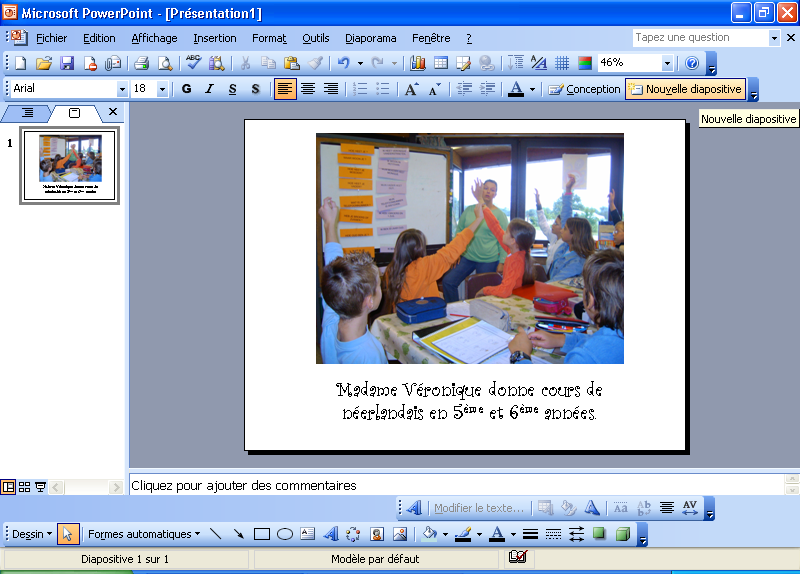 Microsoft PowerPoint - [Présentation1]
Fichier Edition Affichage Insertion Format Outils Diaporama Fenêtre ?
Tapez une question
46%
Arial 18 G I S S Conception Nouvelle diapositive
Nouvelle diapositive
1
Madame Véronique donne cours de
néerlandais en 5ème et 6ème années.
Cliquez pour ajouter des commentaires
Modifier le texte...
Dessin Formes automatiques
Diapositive 1 sur 1 Modèle par défaut